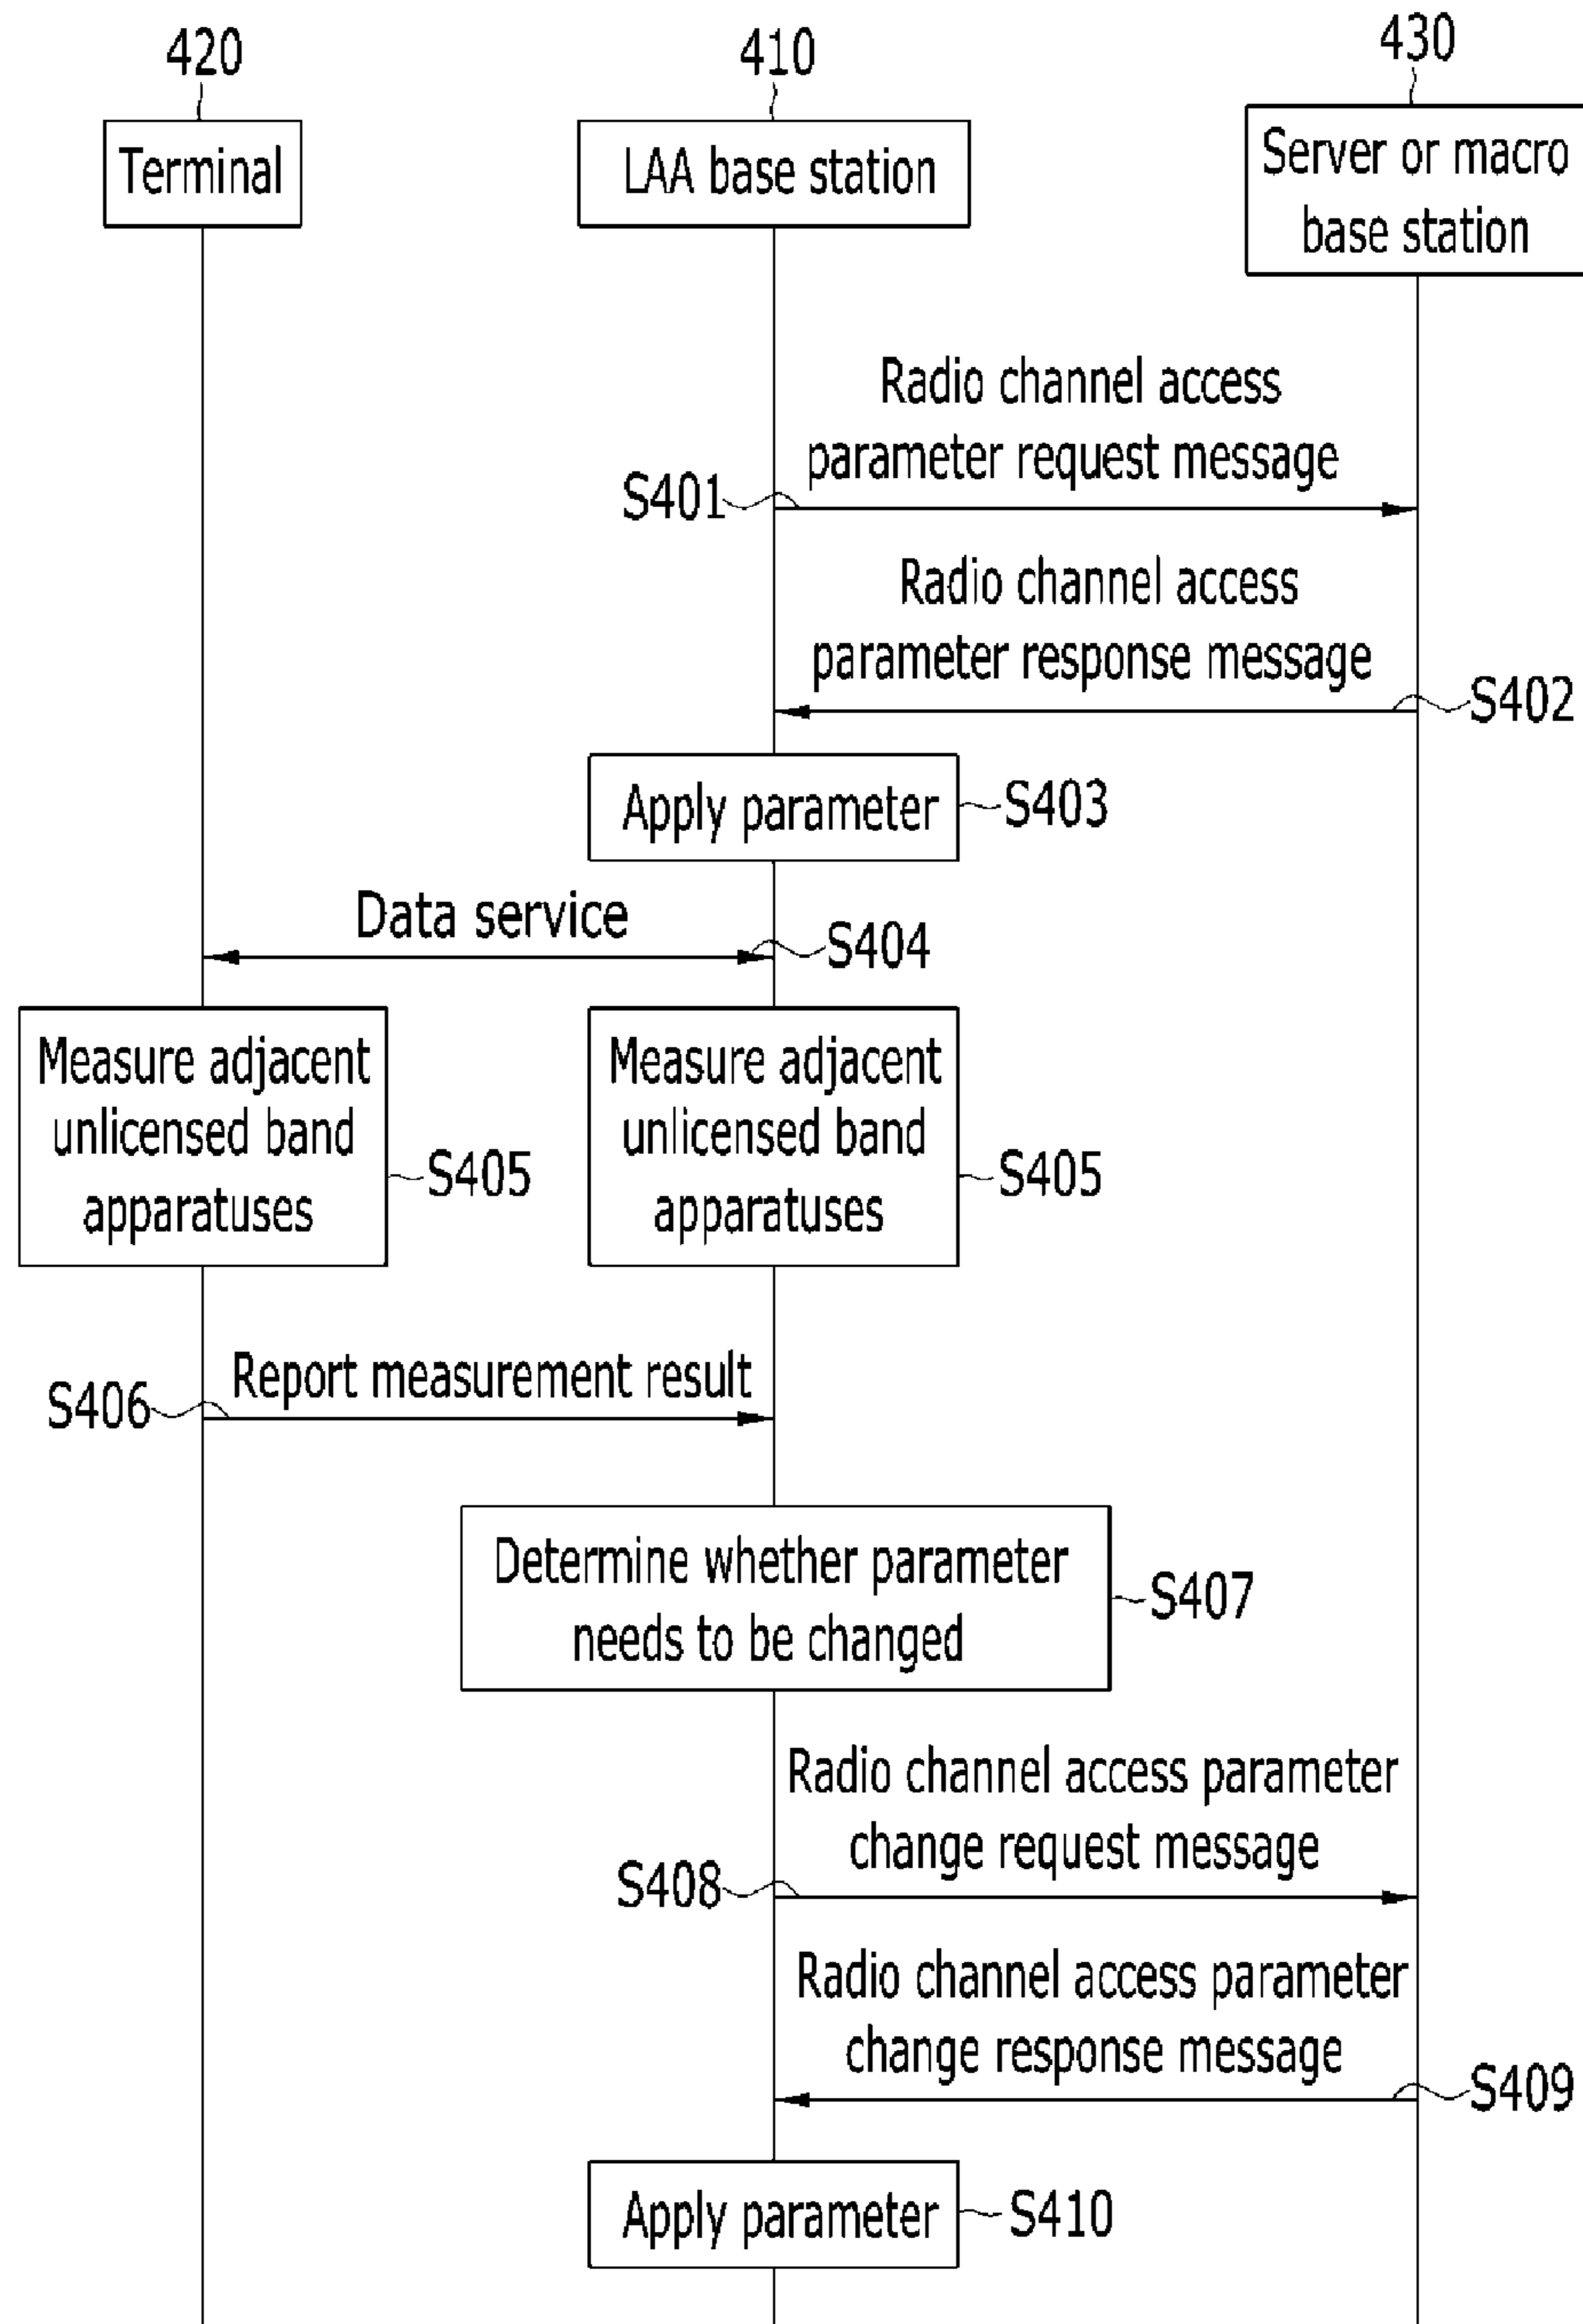 420
410
430
Terminal
LAA base station
Server or macro
base station
Radio channel access
parameter request message
S401
Radio channel access
parameter response message
S402
Apply parameter
S403
Data service
S404
Measure adjacent
unlicensed band
apparatuses
S405
Measure adjacent
unlicensed band
apparatuses
S405
Report measurement result
S406
Determine whether parameter
needs to be changed
S407
Radio channel access parameter
change request message
S408
Radio channel access parameter
change response message
S409
Apply parameter
S410